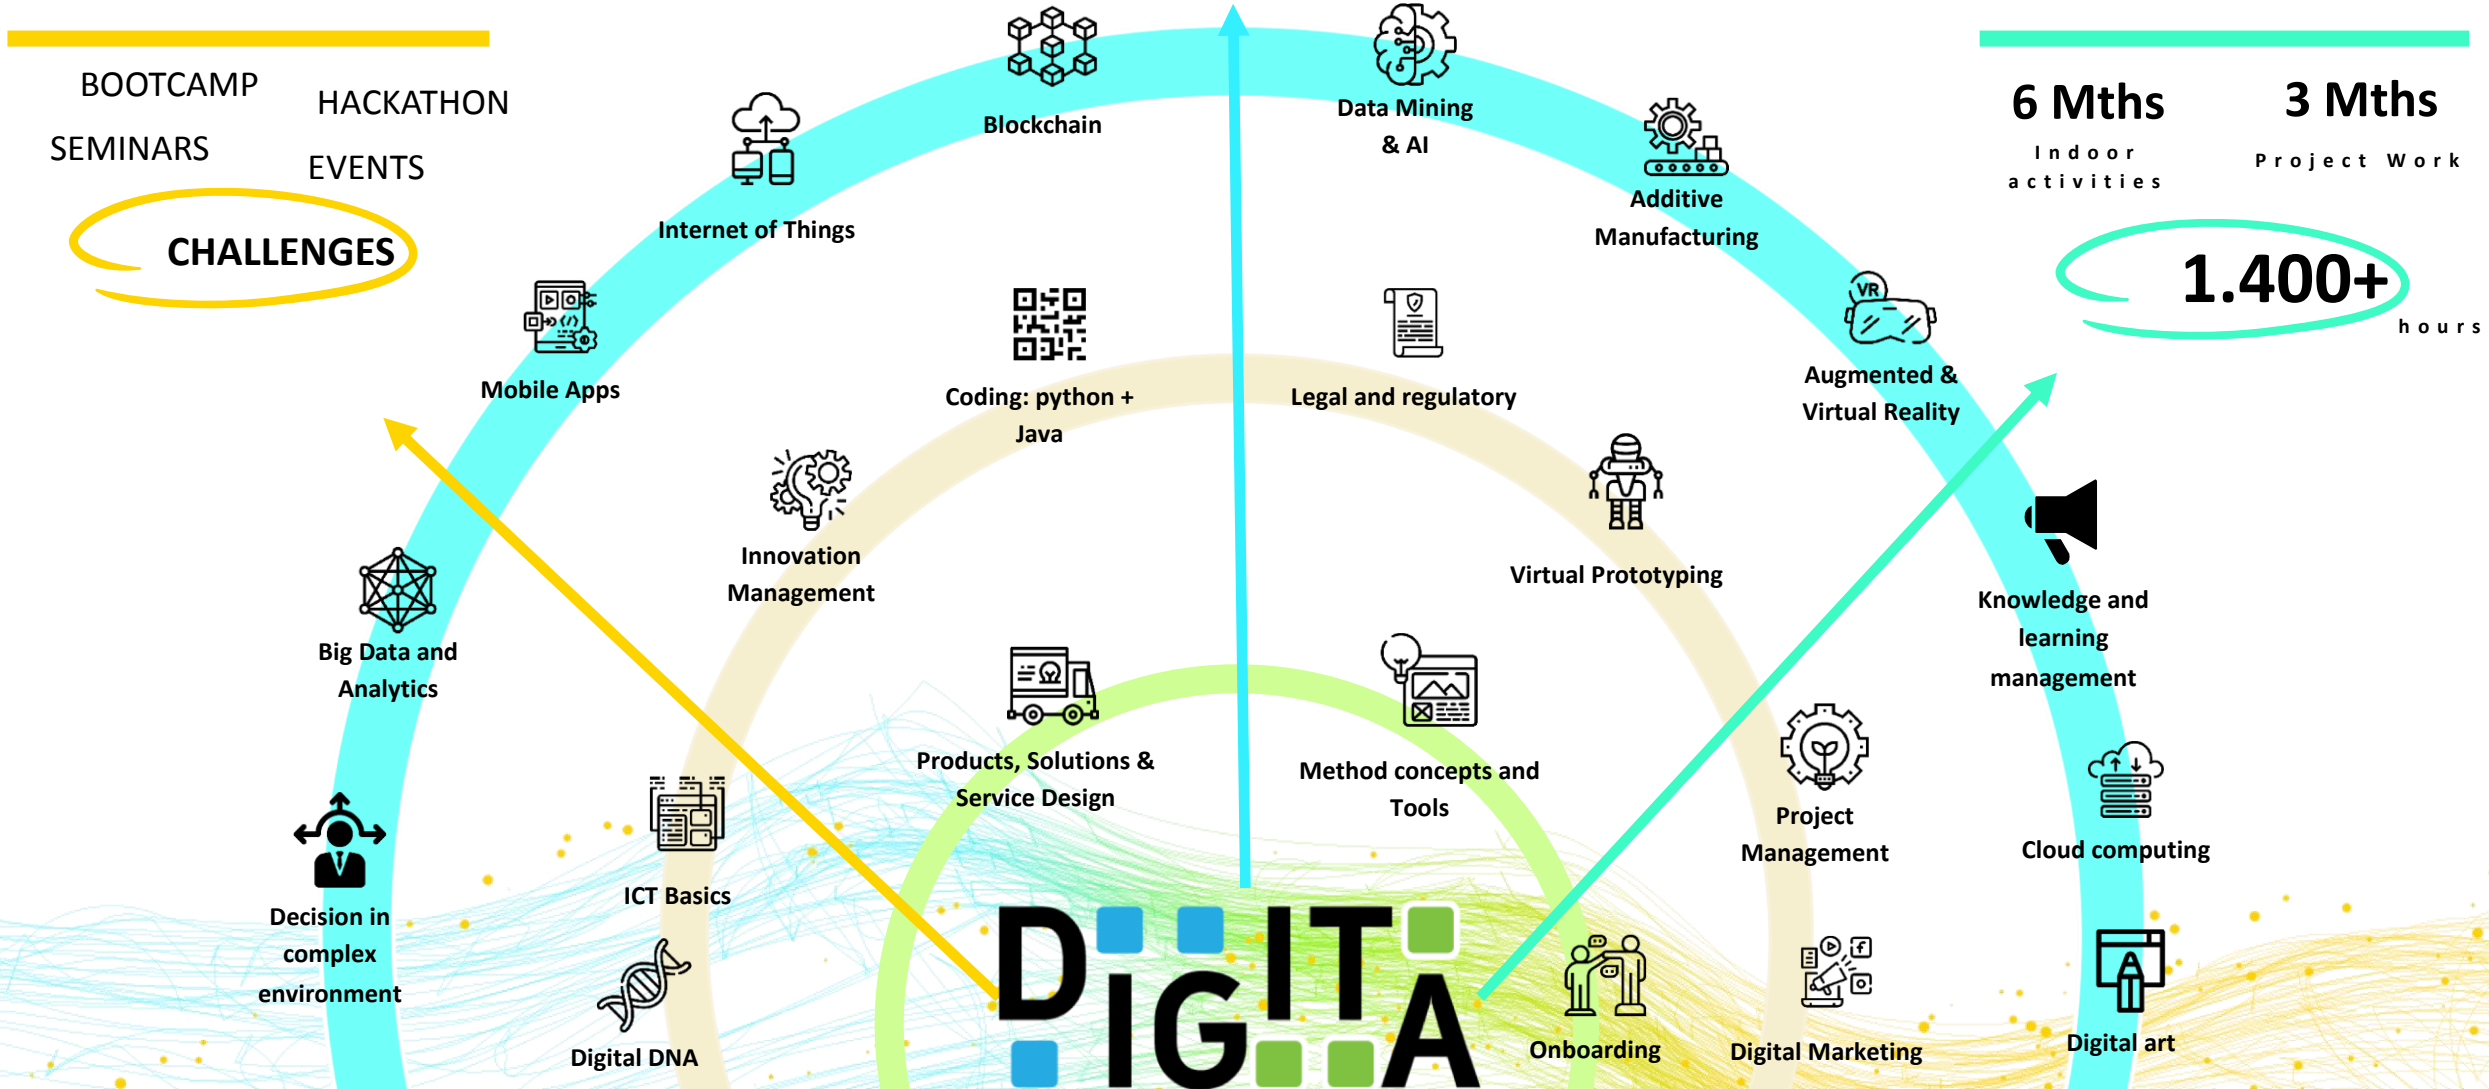 BOOTCAMP
HACKATHON
SEMINARS
EVENTS
CHALLENGES
6 Mths
Indoor
activities
3 Mths
Project Work
1.400+
hours
Blockchain
Data Mining
& AI
Internet of Things
Additive
Manufacturing
Mobile Apps
VR
Augmented &
Virtual Reality
Coding: python +
Java
Legal and regulatory
Innovation
Management
Virtual Prototyping
Big Data and
Analytics
Knowledge and
learning
management
Products, Solutions &
Service Design
Method concepts and
Tools
Project
Management
Cloud computing
ICT Basics
Decision in
complex
environment
Digital DNA
DIGITA
Onboarding
Digital Marketing
Digital art